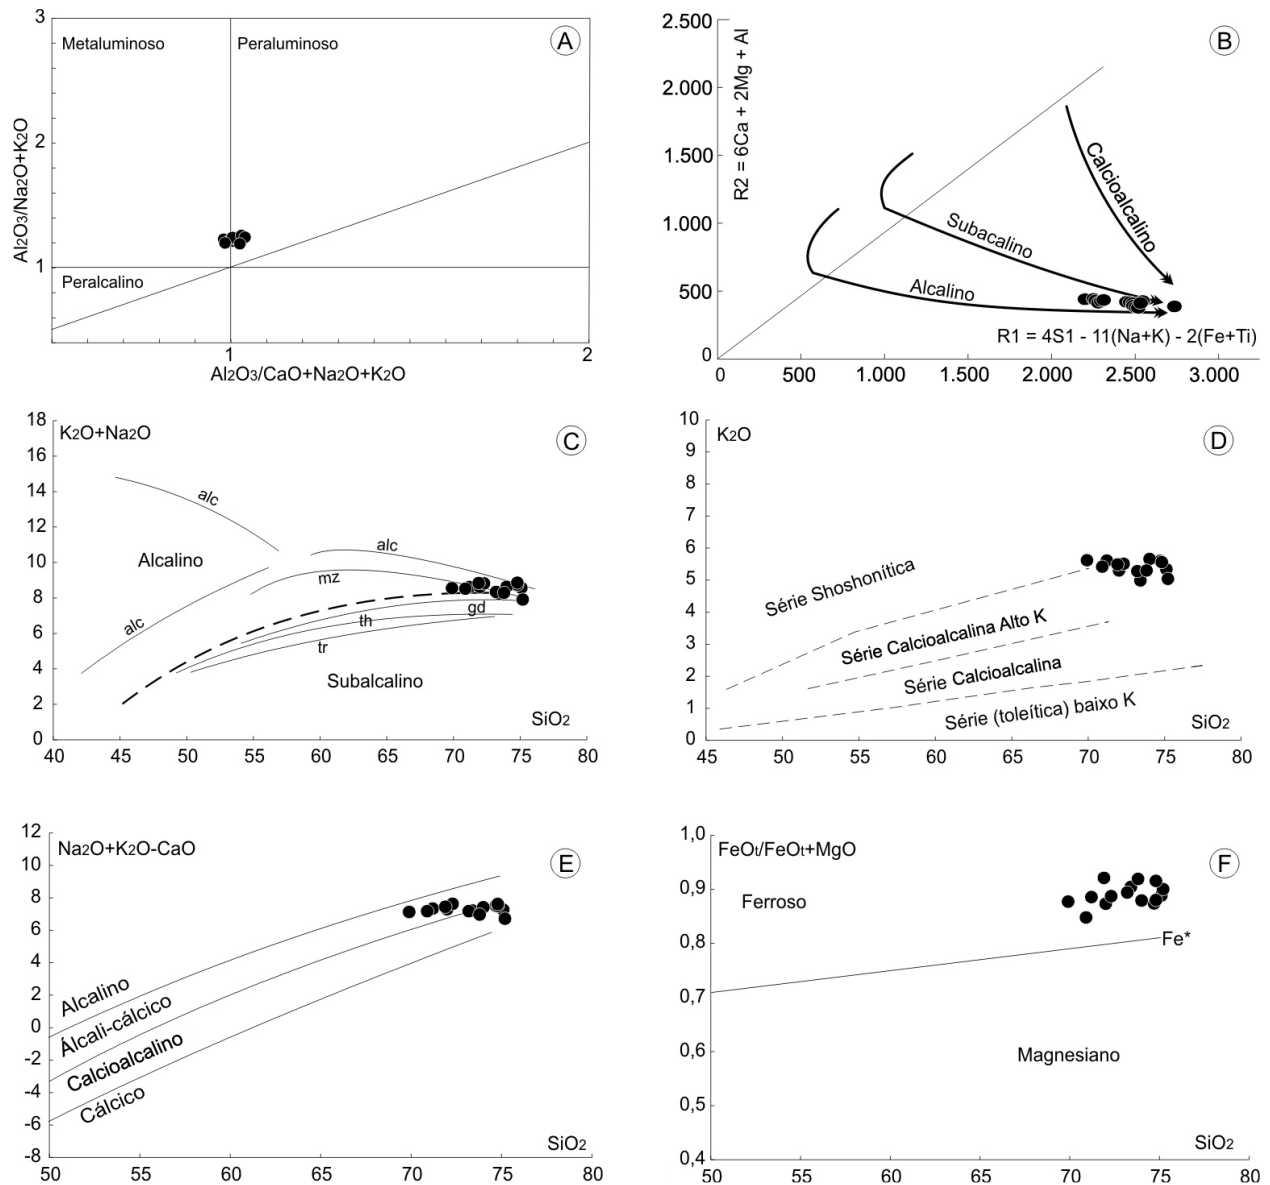 3
2
1
Al2O3/Na2O+K2O
Metaluminoso
Peraluminoso
A
Peralcalino
1
2
Al2O3/CaO+Na2O+K2O
2.500
2.000
1.500
1.000
500
0
R2 = 6Ca + 2Mg + Al
B
Calcioalcalino
Subacalino
Alcalino
R1 = 4S1 - 11(Na+K) - 2(Fe+Ti)
0
500
1.000
2.000
2.500
3.000
18
16
14
12
10
8
6
4
2
0
K2O+Na2O
C
alc
Alcalino
alc
mz
alc
gd
th
tr
Subalcalino
SiO2
40
45
50
55
60
65
70
75
80
10
9
8
7
6
5
4
3
2
1
0
K2O
D
Série Shoshonítica
Série Calcioalcalina Alto K
Série Calcioalcalina
Série (toleítica) baixo K
SiO2
45
50
55
60
65
70
75
80
12
10
8
6
4
2
0
-2
-4
-6
-8
Na2O+K2O-CaO
E
Alcalino
Álcali-cálcico
Calcioalcalino
Cálcico
SiO2
50
55
60
65
70
75
80
1,0
0,9
0,8
0,7
0,6
0,5
0,4
FeOt/FeOt+MgO
F
Ferroso
Fe*
Magnesiano
SiO2
50
55
60
65
70
75
80